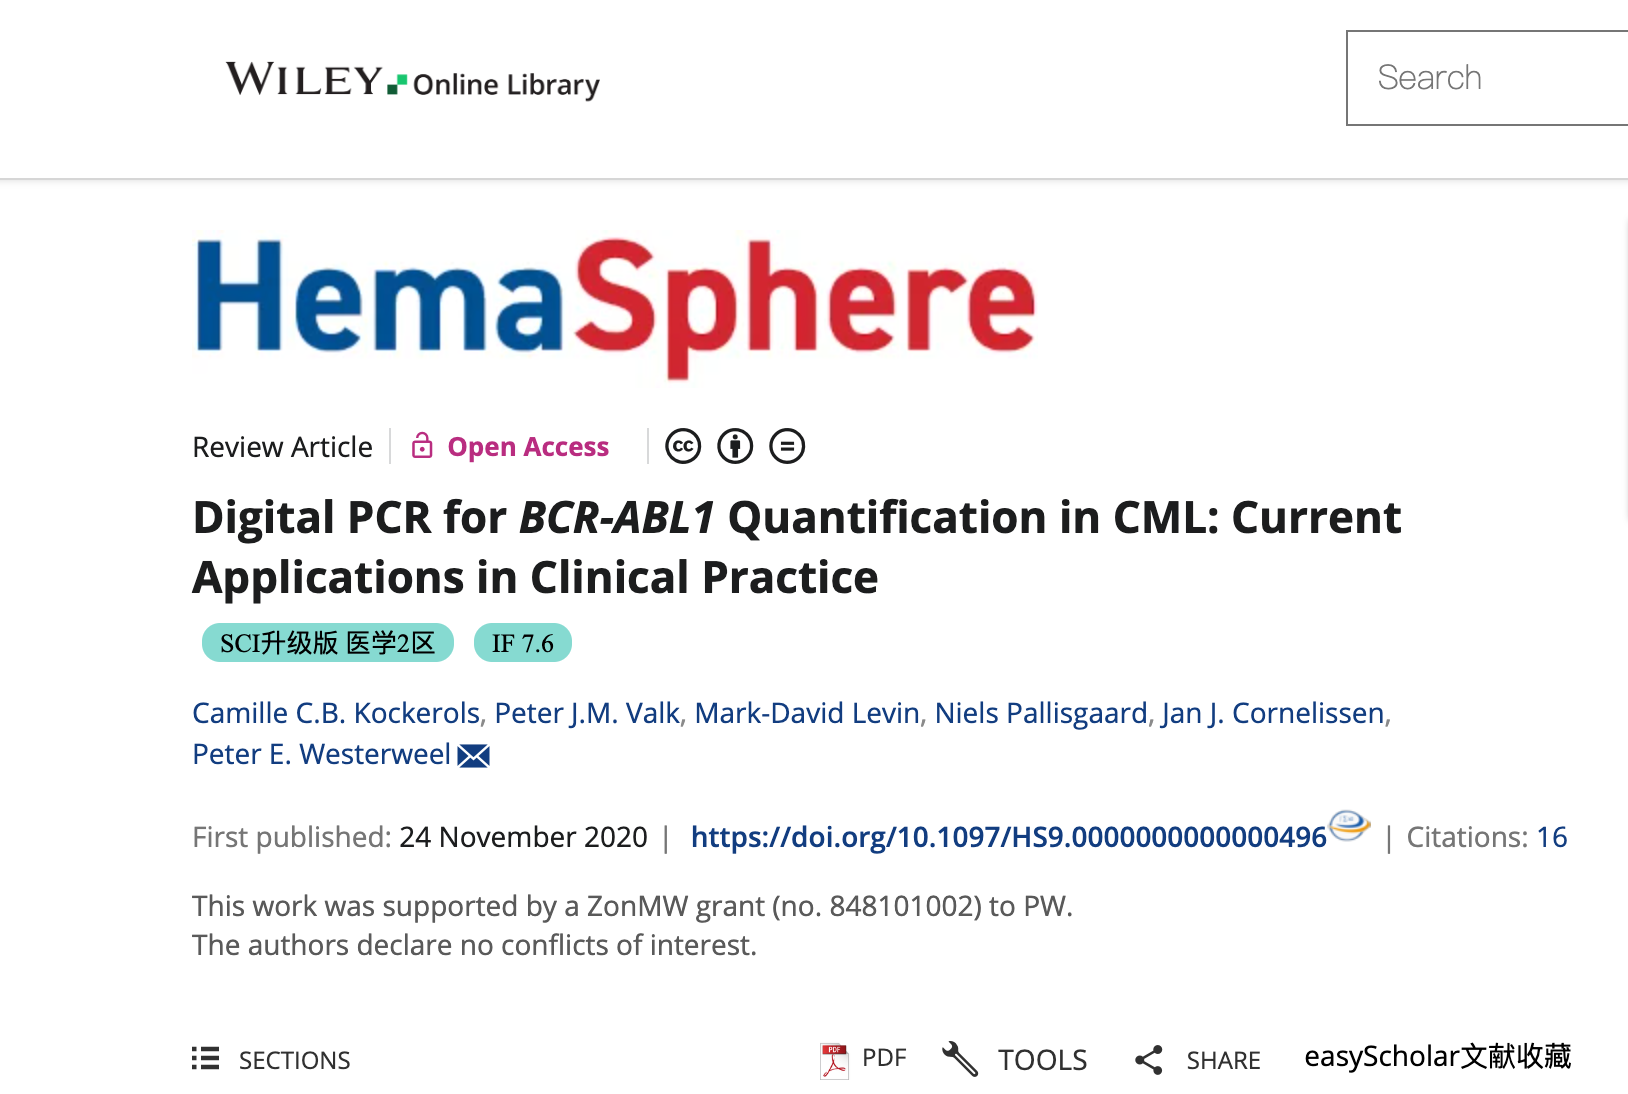 WILEY Online Library
Search
HemaSphere
Review Article Open Access cc
Digital PCR for BCR-ABL1 Quantification in CML: Current
Applications in Clinical Practice
SCI升级版 医学2区 IF 7.6
Camille C.B. Kockerols, Peter J.M. Valk, Mark-David Levin, Niels Pallisgaard, Jan J. Cornelissen,
Peter E. Westerweel
First published: 24 November 2020 | https://doi.org/10.1097/HS9.0000000000000496 | Citations: 16
This work was supported by a ZonMW grant (no. 848101002) to PW.
The authors declare no conflicts of interest.
SECTIONS PDF PDF TOOLS SHARE easyScholar文献收藏